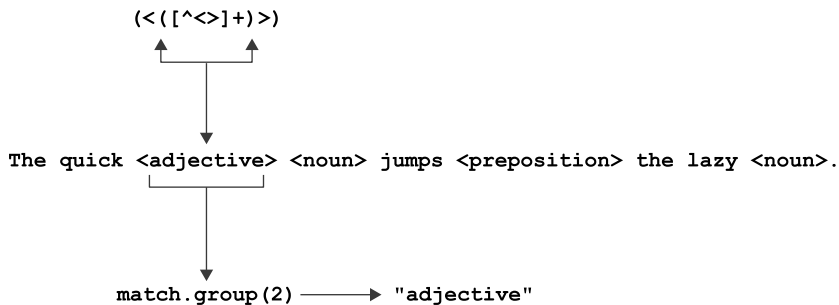 (<([^<>]+)>)
The quick <adjective> <noun> jumps <preposition> the lazy <noun>.
match.group(2) "adjective"